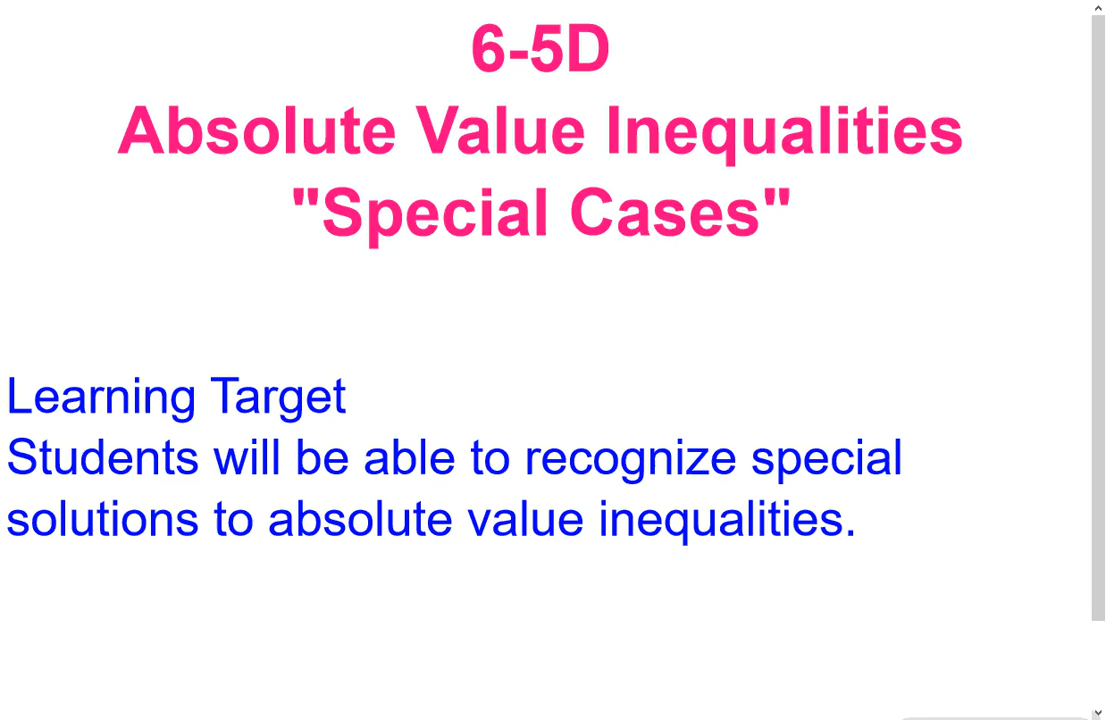 6-5D
Absolute Value Inequalities
"Special Cases"
Learning Target
Students will be able to recognize special
solutions to absolute value inequalities.